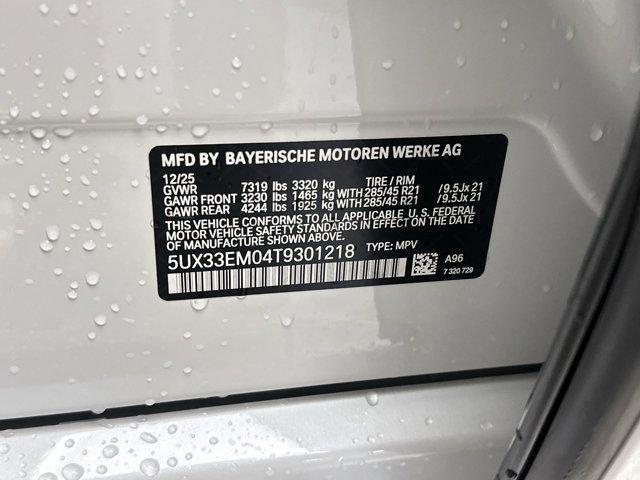 MFD BY BAYERISCHE MOTOREN WERKE AG
12/25
GVWR 7319 lbs 3320 kg TIRE / RIM
GAWR FRONT 3230 lbs 1465 kg WITH 285/45 R21 /9.5Jx 21
GAWR REAR 4244 lbs 1925 kg WITH 285/45 R21 /9.5Jx 21
THIS VEHICLE CONFORMS TO ALL APPLICABLE U. S. FEDERAL
MOTOR VEHICLE SAFETY STANDARDS IN EFFECT ON THE DATE
OF MANUFACTURE SHOWN ABOVE.
5UX33EM04T9301218 TYPE: MPV
A96
7 320 729